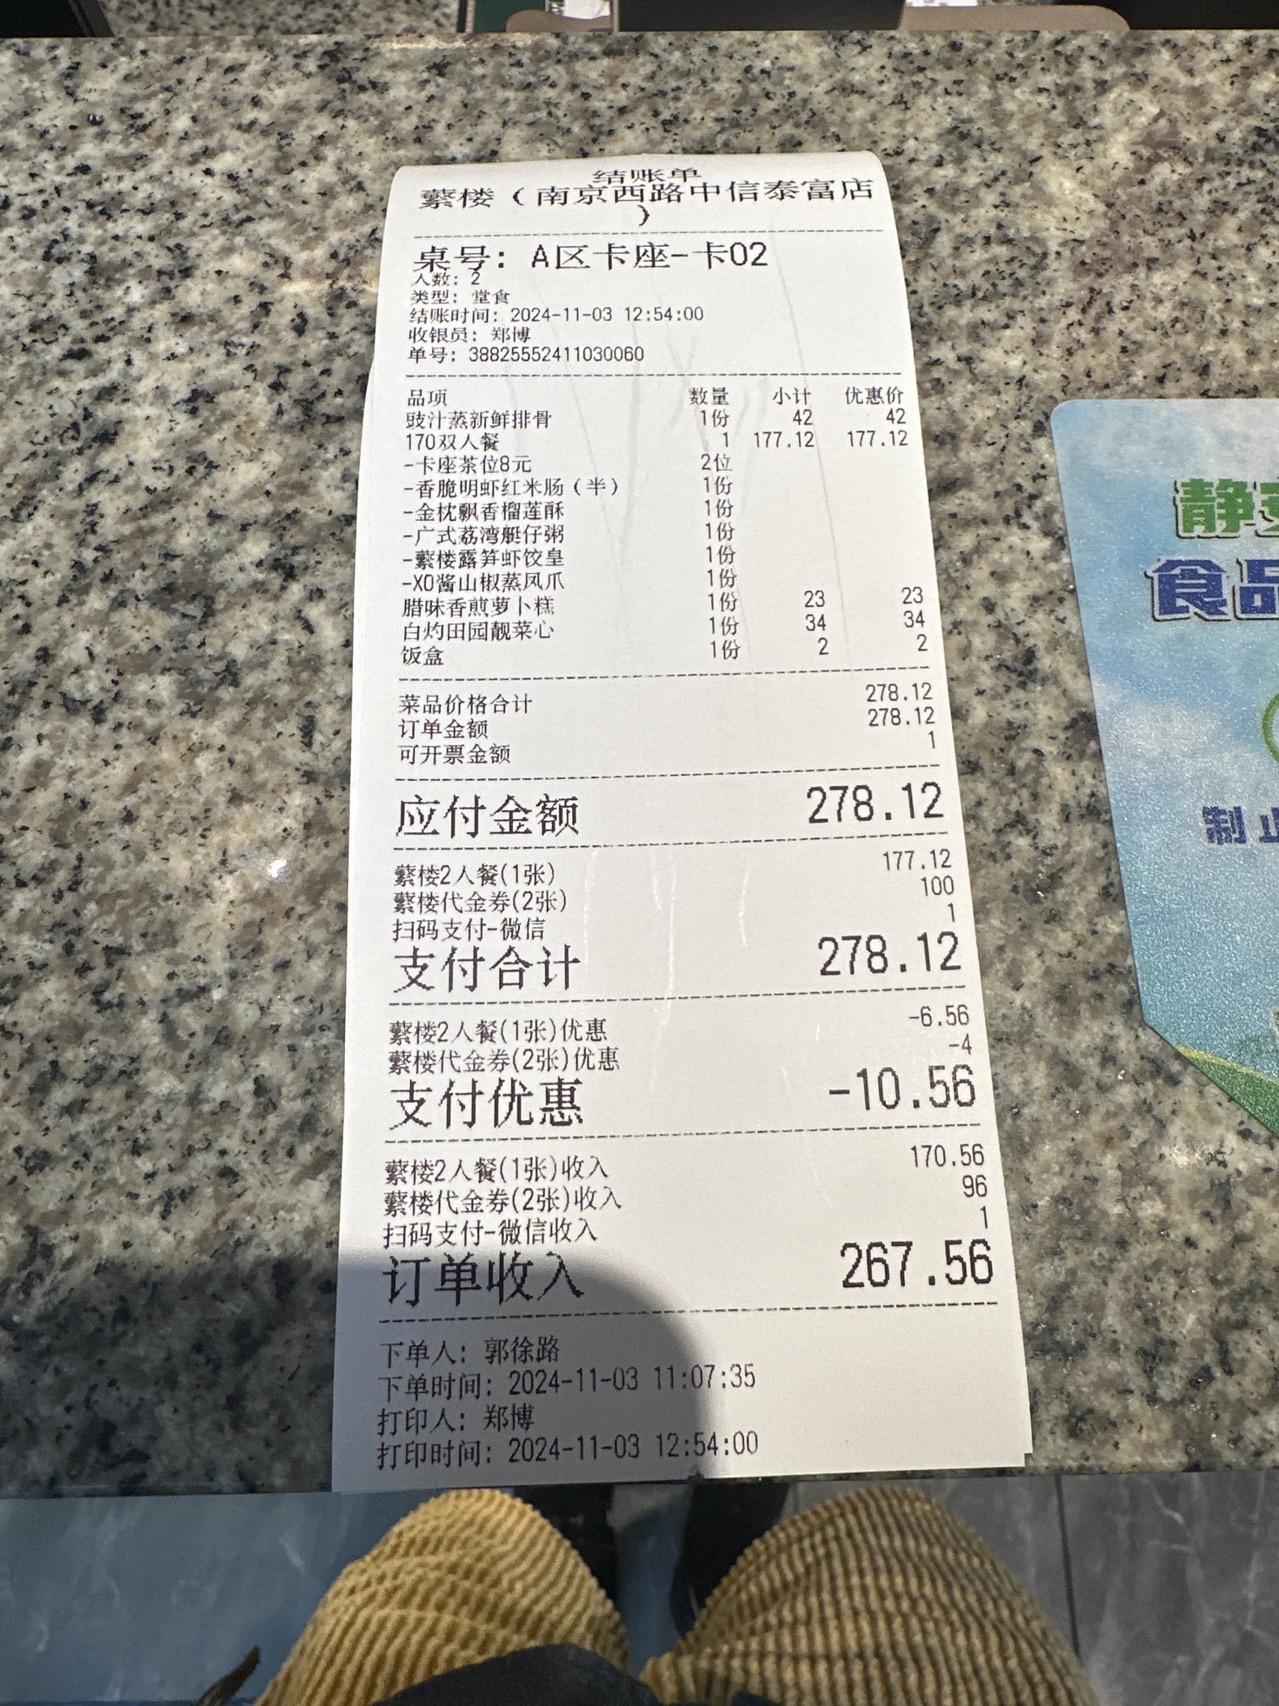 结账单
蘩楼（南京西路中信泰富店
）
桌号: A区卡座-卡02
人数: 2
类型: 堂食
结账时间: 2024-11-03 12:54:00
收银员: 郑博
单号: 38825552411030060
品项 数量 小计 优惠价
豉汁蒸新鲜排骨 1份 42 42
170双人餐 1 177.12 177.12
-卡座茶位8元 2位
-香脆明虾红米肠（半） 1份
-金枕飘香榴莲酥 1份
-广式荔湾艇仔粥 1份
-蘩楼露笋虾饺皇 1份
-XO酱山椒蒸凤爪 1份
腊味香煎萝卜糕 1份 23 23
白灼田园靓菜心 1份 34 34
饭盒 1份 2 2
菜品价格合计 278.12
订单金额 278.12
可开票金额 1
应付金额 278.12
蘩楼2人餐(1张) 177.12
蘩楼代金券(2张) 100
扫码支付-微信 1
支付合计 278.12
蘩楼2人餐(1张)优惠 -6.56
蘩楼代金券(2张)优惠 -4
支付优惠 -10.56
蘩楼2人餐(1张)收入 170.56
蘩楼代金券(2张)收入 96
扫码支付-微信收入 1
订单收入 267.56
下单人: 郭徐路
下单时间: 2024-11-03 11:07:35
打印人: 郑博
打印时间: 2024-11-03 12:54:00
静
食品
制止